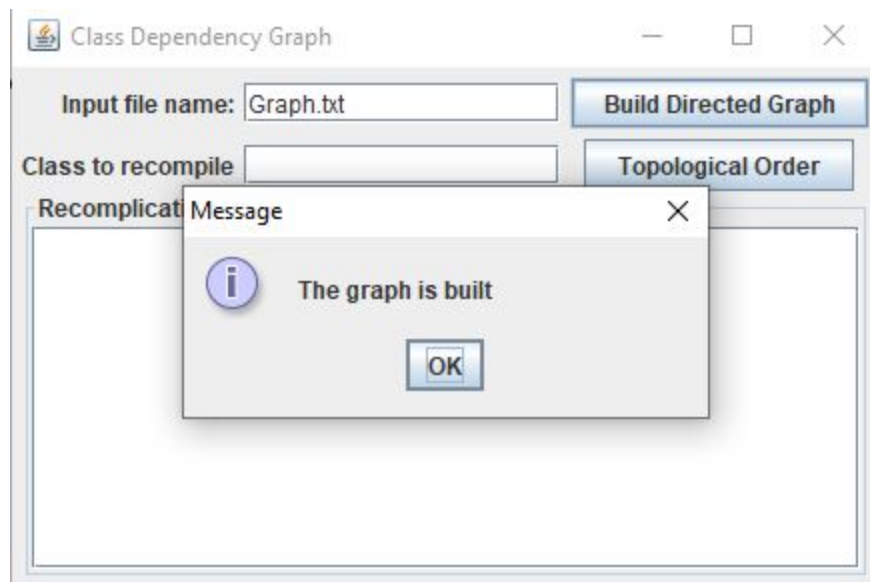 Class Dependency Graph
Input file name: Graph.txt Build Directed Graph
Class to recompile Topological Order
Recomplicati
Message
i
The graph is built
OK